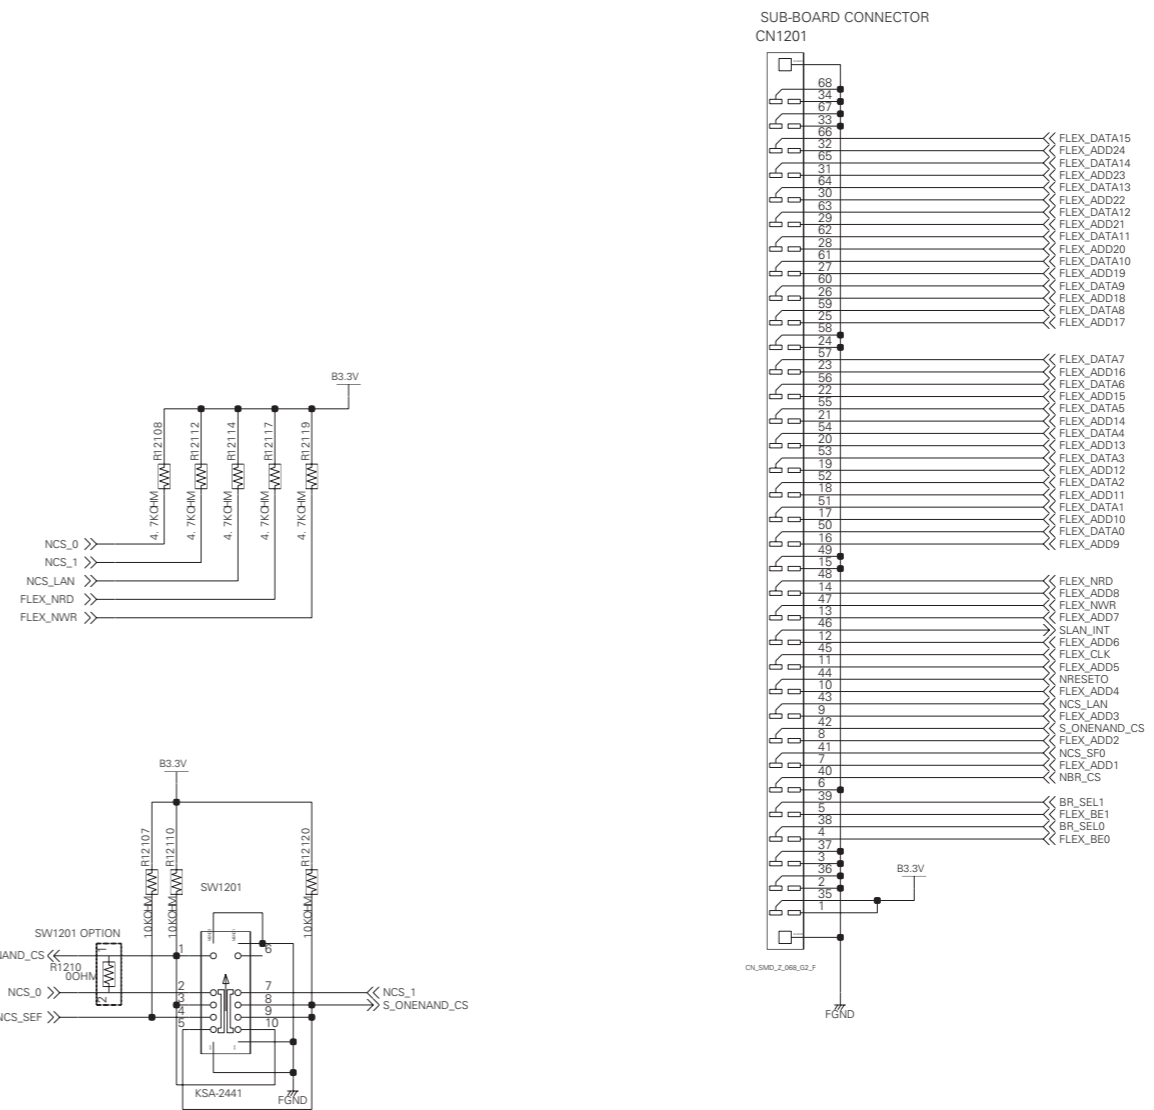 SUB-BOARD CONNECTOR
CN1201
68
34
67
33
66 FLEX_DATA15
32 FLEX_ADD24
65 FLEX_DATA14
31 FLEX_ADD23
64 FLEX_DATA13
30 FLEX_ADD22
63 FLEX_DATA12
29 FLEX_ADD21
62 FLEX_DATA11
28 FLEX_ADD20
61 FLEX_DATA10
27 FLEX_ADD19
60 FLEX_DATA9
26 FLEX_ADD18
59 FLEX_DATA8
25 FLEX_ADD17
58
24
57 FLEX_DATA7
23 FLEX_ADD16
56 FLEX_DATA6
22 FLEX_ADD15
55 FLEX_DATA5
21 FLEX_ADD14
54 FLEX_DATA4
20 FLEX_ADD13
53 FLEX_DATA3
19 FLEX_ADD12
52 FLEX_DATA2
18 FLEX_ADD11
51 FLEX_DATA1
17 FLEX_ADD10
50 FLEX_DATA0
16 FLEX_ADD9
49
15
48 FLEX_NRD
14 FLEX_ADD8
47 FLEX_NWR
13 FLEX_ADD7
46 SLAN_INT
12 FLEX_ADD6
45 FLEX_CLK
11 FLEX_ADD5
44 NRESETO
10 FLEX_ADD4
43 NCS_LAN
9 FLEX_ADD3
42 S_ONENAND_CS
8 FLEX_ADD2
41 NCS_SF0
7 FLEX_ADD1
40 NBR_CS
6
39 BR_SEL1
5 FLEX_BE1
38 BR_SEL0
4 FLEX_BE0
37
3
36
2
35
1
B3.3V
CN_SMD_Z_068_G2_F
FGND
B3.3V
R12108
R12112
R12114
R12117
R12119
4. 7KOHM
4. 7KOHM
4. 7KOHM
4. 7KOHM
4. 7KOHM
NCS_0
NCS_1
NCS_LAN
FLEX_NRD
FLEX_NWR
B3.3V
R12107
R12110
R12120
10KOHM
10KOHM
10KOHM
SW1201
SW1201 OPTION
NAND_CS
R1210
0OHM
1
2
NCS_0
NCS_SEF
1
2
3
4
5
6
7
8
9
10
NCS_1
S_ONENAND_CS
KSA-2441
FGND